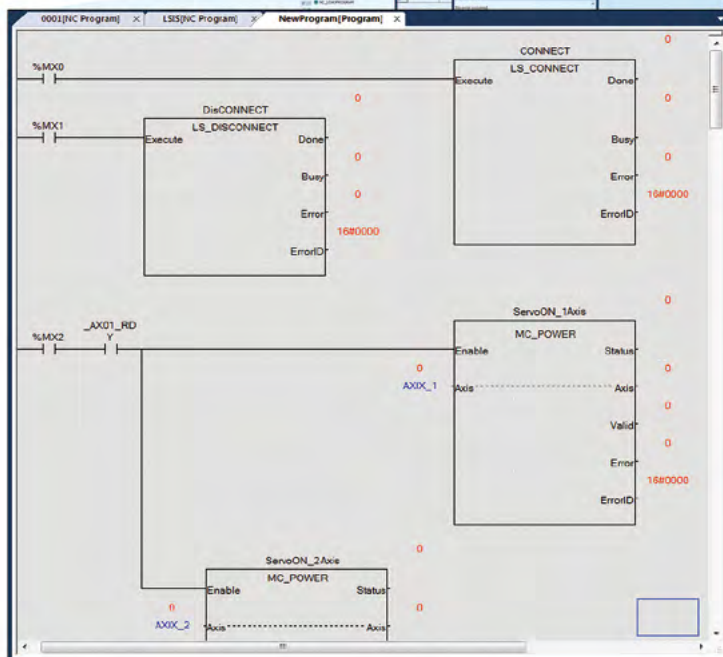 0001[NC Program] × LSIS[NC Program] × NewProgram[Program] ×
0
CONNECT
%MX0
LS_CONNECT
Execute Done
0 0
DisCONNECT
%MX1
LS_DISCONNECT
Execute Done Busy
0 0
Busy Error
0 16#0000
Error ErrorID
16#0000
ErrorID
0
ServoON_1Axis
_AX01_RD
%MX2 Y
MC_POWER
Enable Status
0 0
AXIX_1 Axis Axis
0
Valid
0
Error
16#0000
ErrorID
0
ServoON_2Axis
MC_POWER
Enable Status
0 0
AXIX_2 Axis Axis